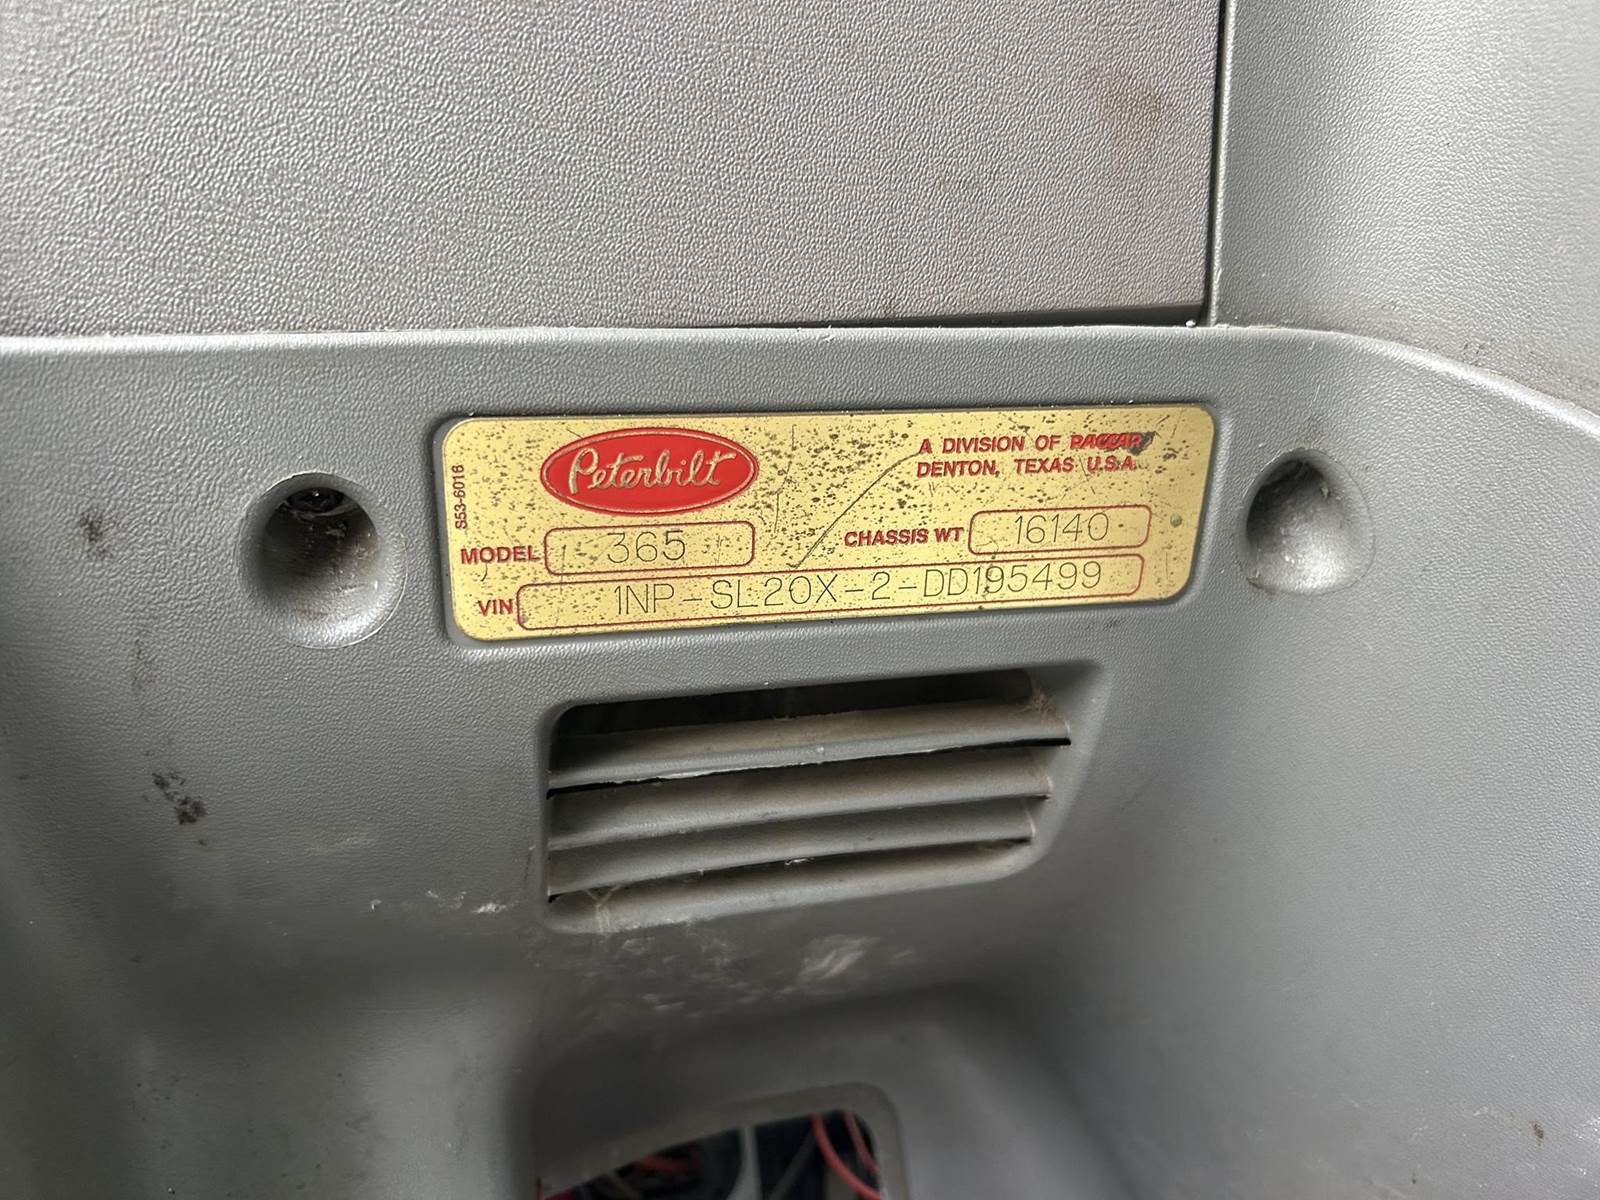 Peterbilt
A DIVISION OF PACCAR
DENTON, TEXAS U.S.A.
S53-6016
MODEL 365
CHASSIS WT 16140
VIN 1NP-SL20X-2-DD195499